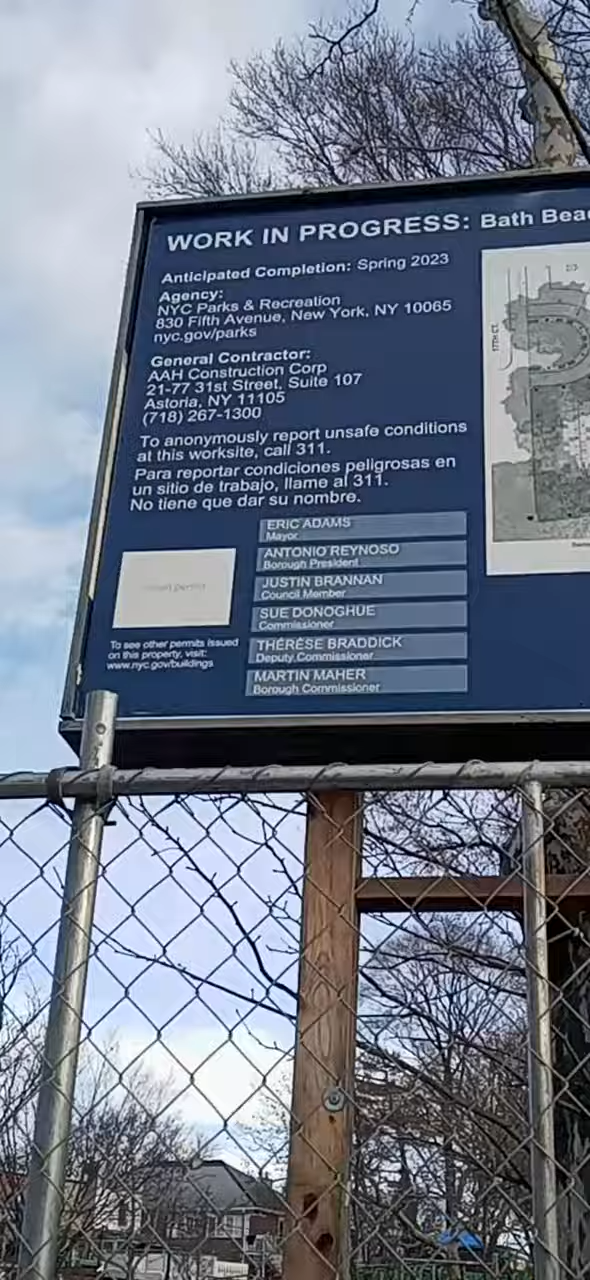 WORK IN PROGRESS: Bath Beac
Anticipated Completion: Spring 2023
Agency:
NYC Parks & Recreation
830 Fifth Avenue, New York, NY 10065
nyc.gov/parks
General Contractor:
AAH Construction Corp
21-77 31st Street, Suite 107
Astoria, NY 11105
(718) 267-1300
To anonymously report unsafe conditions
at this worksite, call 311.
Para reportar condiciones peligrosas en
un sitio de trabajo, llame al 311.
No tiene que dar su nombre.
ERIC ADAMS
Mayor
ANTONIO REYNOSO
Borough President
JUSTIN BRANNAN
Council Member
SUE DONOGHUE
Commissioner
THÉRÈSE BRADDICK
Deputy Commissioner
MARTIN MAHER
Borough Commissioner
To see other permits issued
on this property, visit:
www.nyc.gov/buildings
17TH CT.